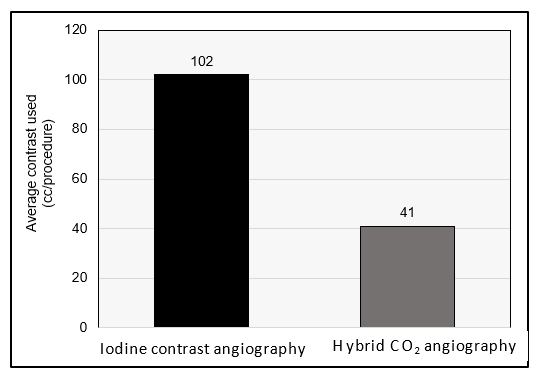 120
100
80
60
40
20
0
Average contrast used
(cc/procedure)
102
41
Iodine contrast angiography
Hybrid CO₂ angiography